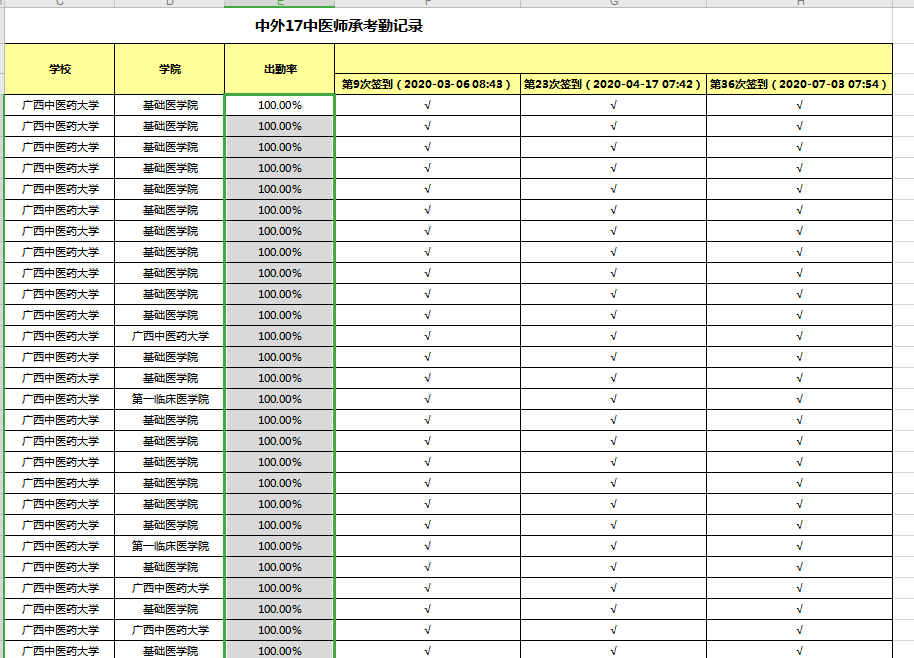 C D E F G H
中外17中医师承考勤记录
学校 学院 出勤率
第9次签到（2020-03-06 08:43） 第23次签到（2020-04-17 07:42） 第36次签到（2020-07-03 07:54）
广西中医药大学 基础医学院 100.00% √ √ √
广西中医药大学 基础医学院 100.00% √ √ √
广西中医药大学 基础医学院 100.00% √ √ √
广西中医药大学 基础医学院 100.00% √ √ √
广西中医药大学 基础医学院 100.00% √ √ √
广西中医药大学 基础医学院 100.00% √ √ √
广西中医药大学 基础医学院 100.00% √ √ √
广西中医药大学 基础医学院 100.00% √ √ √
广西中医药大学 基础医学院 100.00% √ √ √
广西中医药大学 基础医学院 100.00% √ √ √
广西中医药大学 基础医学院 100.00% √ √ √
广西中医药大学 广西中医药大学 100.00% √ √ √
广西中医药大学 基础医学院 100.00% √ √ √
广西中医药大学 基础医学院 100.00% √ √ √
广西中医药大学 第一临床医学院 100.00% √ √ √
广西中医药大学 基础医学院 100.00% √ √ √
广西中医药大学 基础医学院 100.00% √ √ √
广西中医药大学 基础医学院 100.00% √ √ √
广西中医药大学 基础医学院 100.00% √ √ √
广西中医药大学 基础医学院 100.00% √ √ √
广西中医药大学 基础医学院 100.00% √ √ √
广西中医药大学 第一临床医学院 100.00% √ √ √
广西中医药大学 基础医学院 100.00% √ √ √
广西中医药大学 广西中医药大学 100.00% √ √ √
广西中医药大学 基础医学院 100.00% √ √ √
广西中医药大学 广西中医药大学 100.00% √ √ √
广西中医药大学 基础医学院 100.00% √ √ √